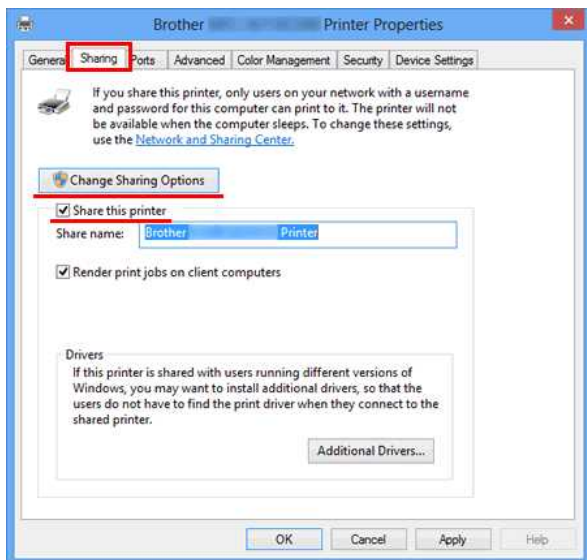 Brother Printer Properties
General Sharing Ports Advanced Color Management Security Device Settings
If you share this printer, only users on your network with a username
and password for this computer can print to it. The printer will not
be available when the computer sleeps. To change these settings,
use the Network and Sharing Center.
Change Sharing Options
Share this printer
Share name: Brother Printer
Render print jobs on client computers
Drivers
If this printer is shared with users running different versions of
Windows, you may want to install additional drivers, so that the
users do not have to find the print driver when they connect to the
shared printer.
Additional Drivers...
OK Cancel Apply Help